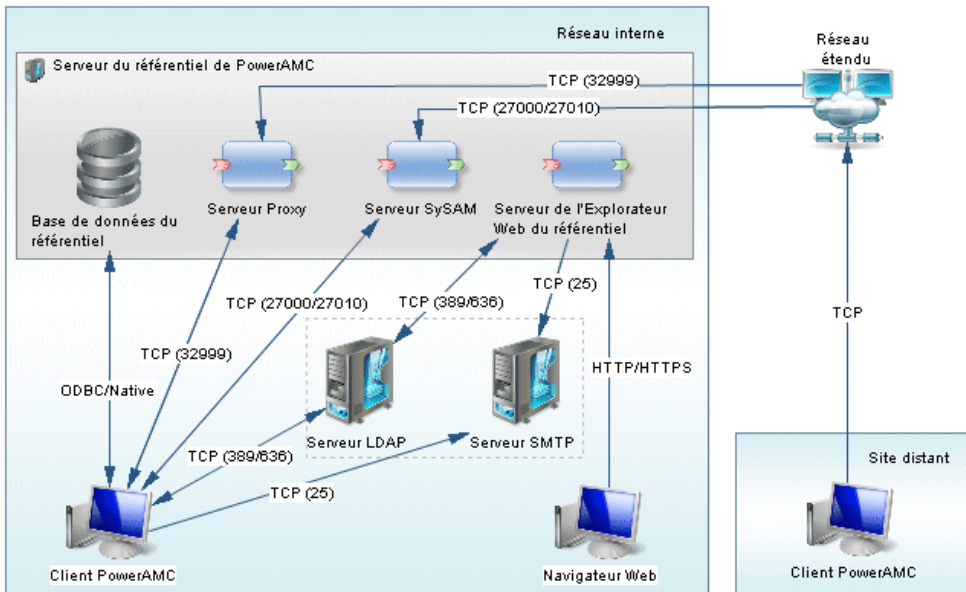 Réseau interne
Réseau
étendu
Serveur du référentiel de PowerAMC
TCP (32999)
TCP (27000/27010)
Base de données du
référentiel
Serveur Proxy
Serveur SySAM
Serveur de l'Explorateur
Web du référentiel
TCP (27000/27010)
TCP (389/636)
TCP (25)
TCP (32999)
TCP
ODBC/Native
HTTP/HTTPS
Serveur LDAP
Serveur SMTP
TCP (389/636)
TCP (25)
Site distant
Client PowerAMC
Navigateur Web
Client PowerAMC